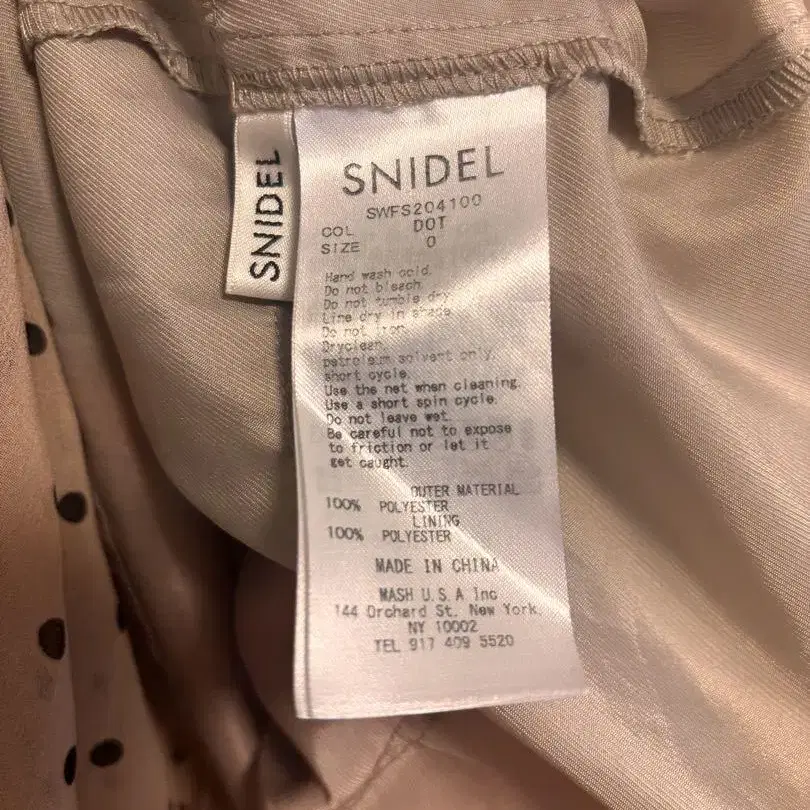 SNIDEL
SNIDEL
SWFS204100
COL DOT
SIZE 0
Hand wash cold.
Do not bleach.
Do not tumble dry
Line dry in shade
Do not iron
Dryclean.
petroleum solvent only,
short cycle.
Use the net when cleaning.
Use a short spin cycle.
Do not leave wet.
Be careful not to expose
to friction or let it
get caught.
OUTER MATERIAL
100% POLYESTER
LINING
100% POLYESTER
MADE IN CHINA
MASH U.S.A Inc
144 Orchard St. New York.
NY 10002
TEL 917 409 5520